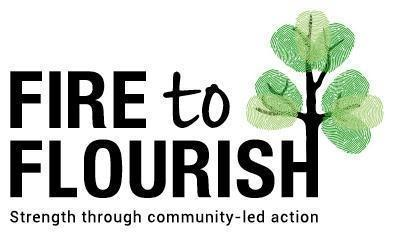 FIRE to
FLOURISH
Strength through community-led action